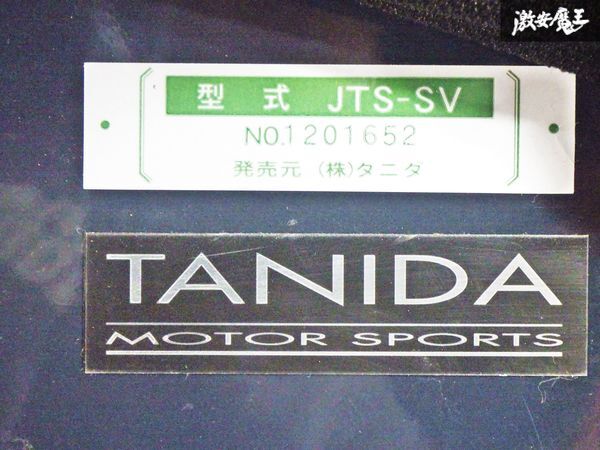 激安魔王
型 式 JTS-SV
NO.1201652
発売元 (株)タニダ
TANIDA
MOTOR SPORTS